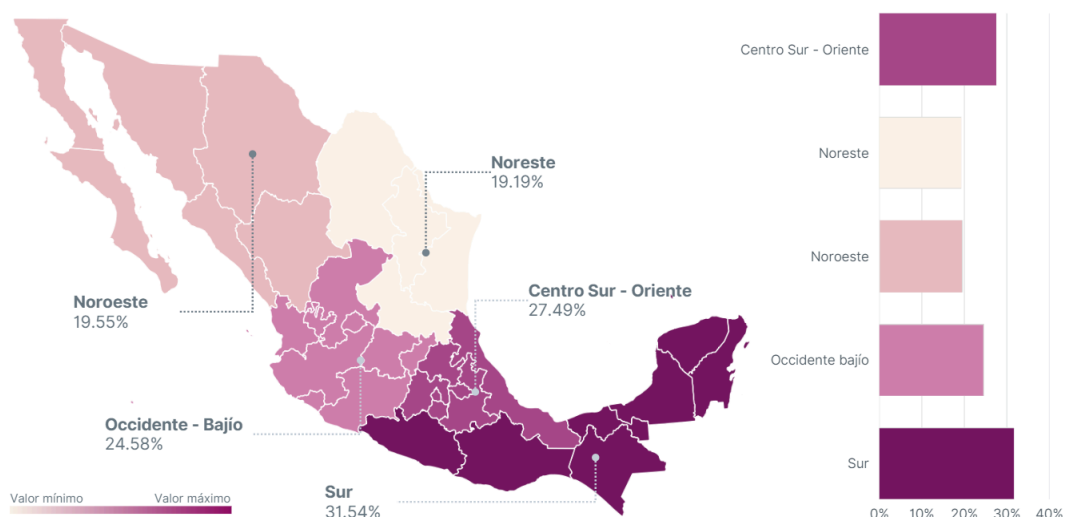 Noreste
19.19%
Noroeste
19.55%
Centro Sur - Oriente
27.49%
Occidente - Bajío
24.58%
Sur
31.54%
Valor mínimo
Valor máximo
Centro Sur - Oriente
Noreste
Noroeste
Occidente bajío
Sur
0% 10% 20% 30% 40%